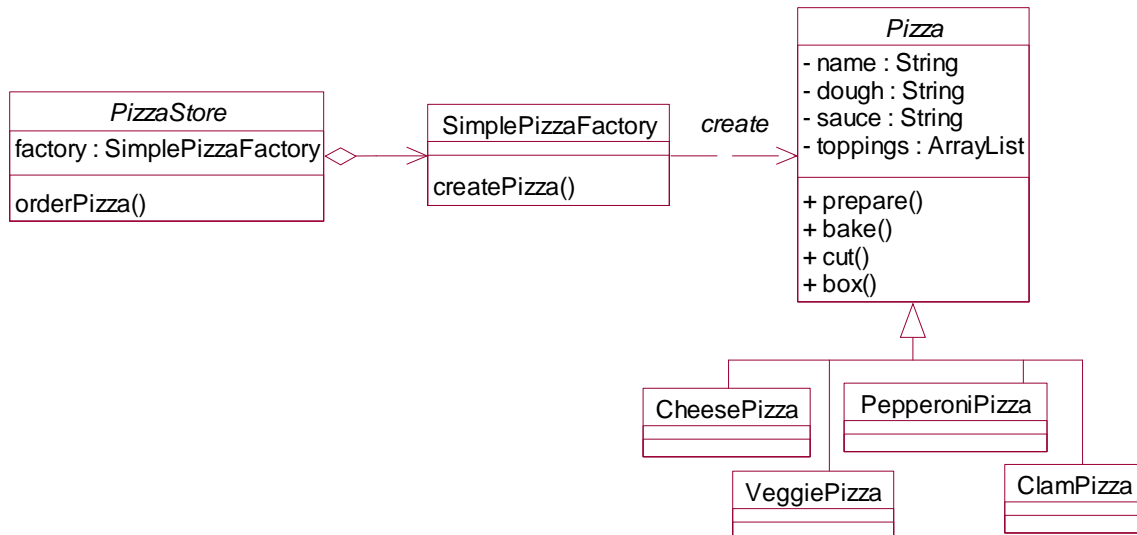 PizzaStore
factory : SimplePizzaFactory
orderPizza()
SimplePizzaFactory
createPizza()
create
Pizza
- name : String
- dough : String
- sauce : String
- toppings : ArrayList
+ prepare()
+ bake()
+ cut()
+ box()
CheesePizza
PepperoniPizza
VeggiePizza
ClamPizza